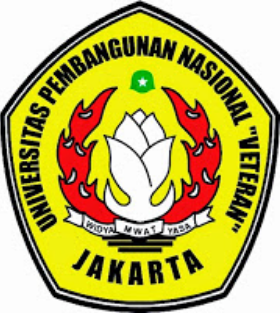 UNIVERSITAS PEMBANGUNAN NASIONAL "VETERAN"
WIDYA MWAT YASA
JAKARTA